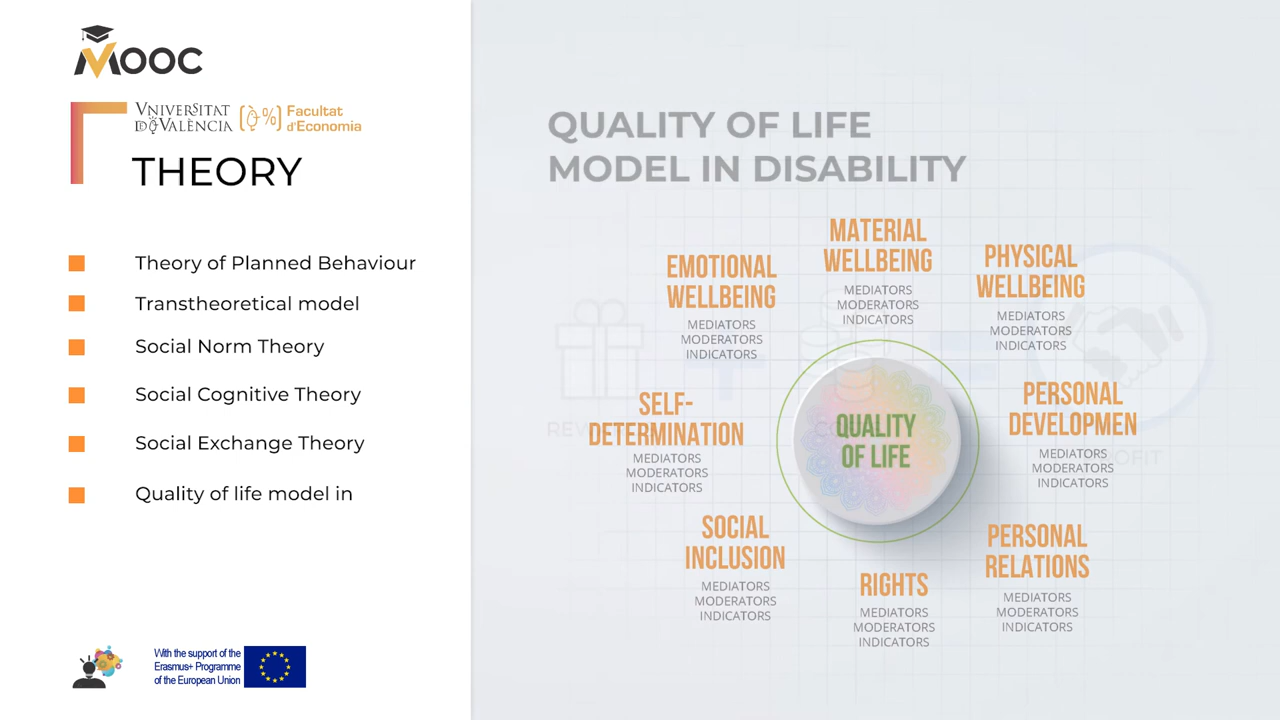 MOOC
VNIVERSITAT
DE VALÈNCIA
Facultat
d'Economia
THEORY
Theory of Planned Behaviour
Transtheoretical model
Social Norm Theory
Social Cognitive Theory
Social Exchange Theory
Quality of life model in
With the support of the
Erasmus+ Programme
of the European Union
QUALITY OF LIFE
MODEL IN DISABILITY
MATERIAL
WELLBEING
MEDIATORS
MODERATORS
INDICATORS
EMOTIONAL
WELLBEING
MEDIATORS
MODERATORS
INDICATORS
PHYSICAL
WELLBEING
MEDIATORS
MODERATORS
INDICATORS
SELF-
DETERMINATION
MEDIATORS
MODERATORS
INDICATORS
QUALITY
OF LIFE
PERSONAL
DEVELOPMEN
MEDIATORS
MODERATORS
INDICATORS
SOCIAL
INCLUSION
MEDIATORS
MODERATORS
INDICATORS
RIGHTS
MEDIATORS
MODERATORS
INDICATORS
PERSONAL
RELATIONS
MEDIATORS
MODERATORS
INDICATORS